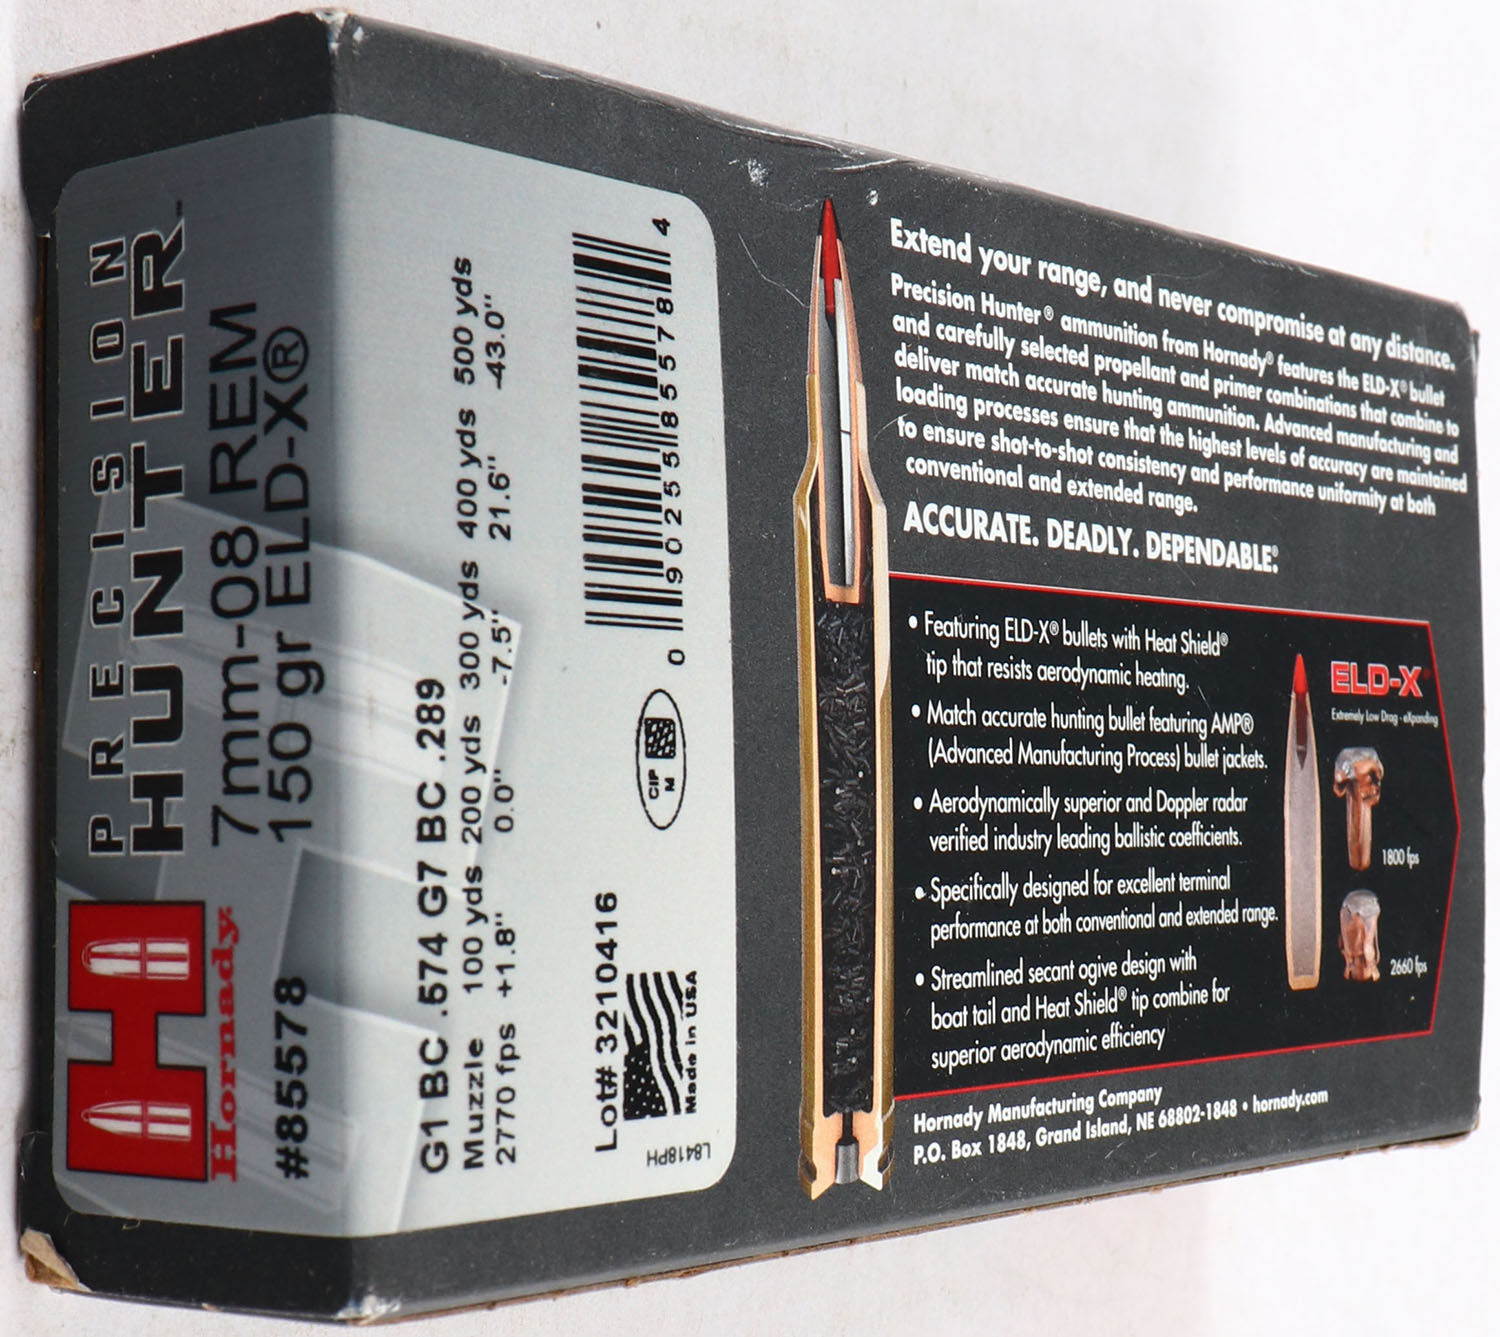 PRECISION
HUNTER™
7mm-08 REM
150 gr ELD-X®
H
Hornady
#85578
G1 BC .574 G7 BC .289
Muzzle 100 yds 200 yds 300 yds 400 yds 500 yds
2770 fps +1.8" 0.0" -7.5" 21.6" -43.0"
0 90255 85578 4
CIP
M
Lot# 3210416
Made in USA
L8418PH
Extend your range, and never compromise at any distance.
Precision Hunter® ammunition from Hornady® features the ELD-X® bullet
and carefully selected propellant and primer combinations that combine to
deliver match accurate hunting ammunition. Advanced manufacturing and
loading processes ensure that the highest levels of accuracy are maintained
to ensure shot-to-shot consistency and performance uniformity at both
conventional and extended range.
ACCURATE. DEADLY. DEPENDABLE.®
• Featuring ELD-X® bullets with Heat Shield®
tip that resists aerodynamic heating.
• Match accurate hunting bullet featuring AMP®
(Advanced Manufacturing Process) bullet jackets.
• Aerodynamically superior and Doppler radar
verified industry leading ballistic coefficients.
• Specifically designed for excellent terminal
performance at both conventional and extended range.
• Streamlined secant ogive design with
boat tail and Heat Shield® tip combine for
superior aerodynamic efficiency
ELD-X®
Extremely Low Drag - eXpanding
1800 fps
2660 fps
Hornady Manufacturing Company
P.O. Box 1848, Grand Island, NE 68802-1848 • hornady.com